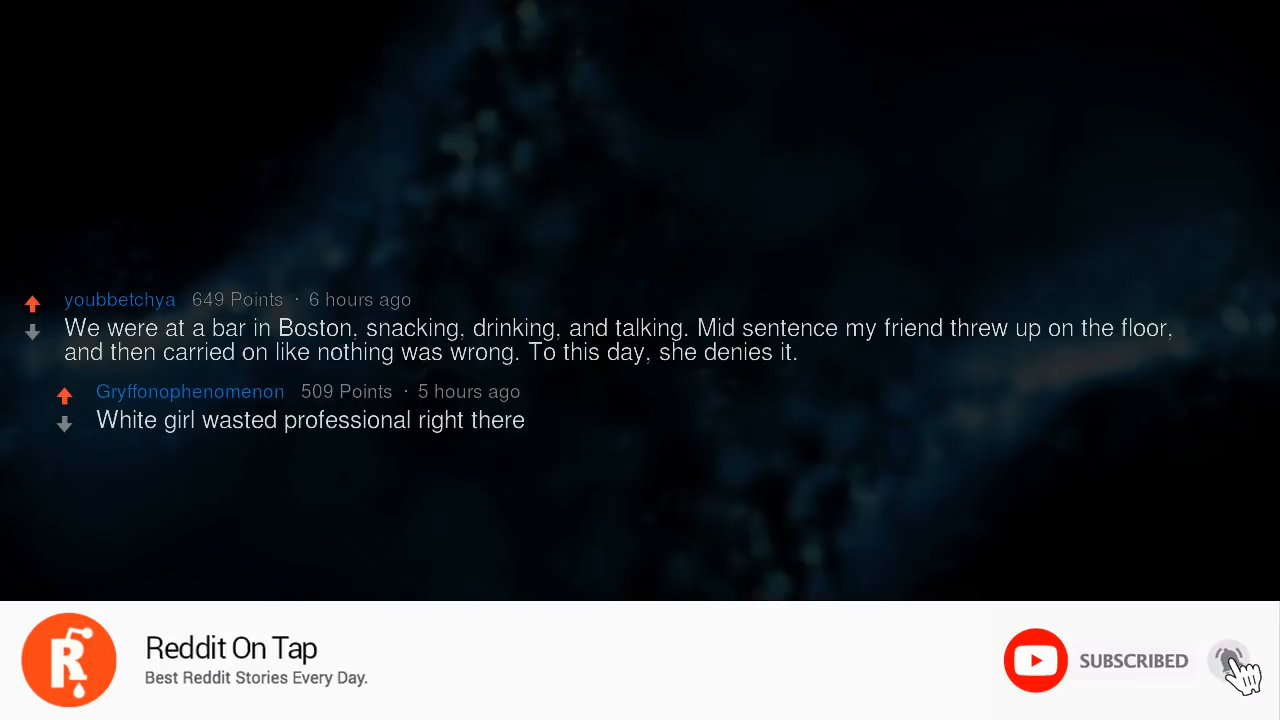 youbbetchya 649 Points · 6 hours ago
We were at a bar in Boston, snacking, drinking, and talking. Mid sentence my friend threw up on the floor,
and then carried on like nothing was wrong. To this day, she denies it.
Gryffonophenomenon 509 Points · 5 hours ago
White girl wasted professional right there
R
Reddit On Tap
Best Reddit Stories Every Day.
SUBSCRIBED